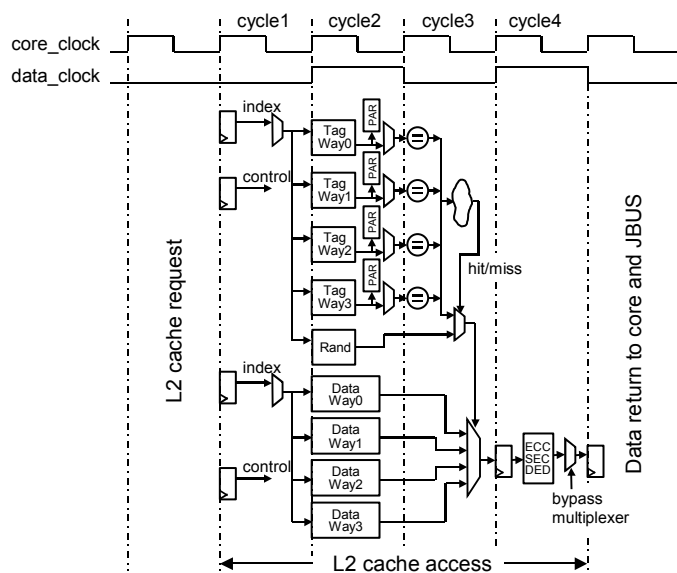 cycle1 cycle2 cycle3 cycle4
core_clock
data_clock
index
control
Tag
Way0
PAR
=
Tag
Way1
PAR
=
Tag
Way2
PAR
=
Tag
Way3
PAR
=
hit/miss
Rand
L2 cache request
index
control
Data
Way0
Data
Way1
Data
Way2
Data
Way3
ECC
SEC
DED
bypass
multiplexer
Data return to core and JBUS
L2 cache access